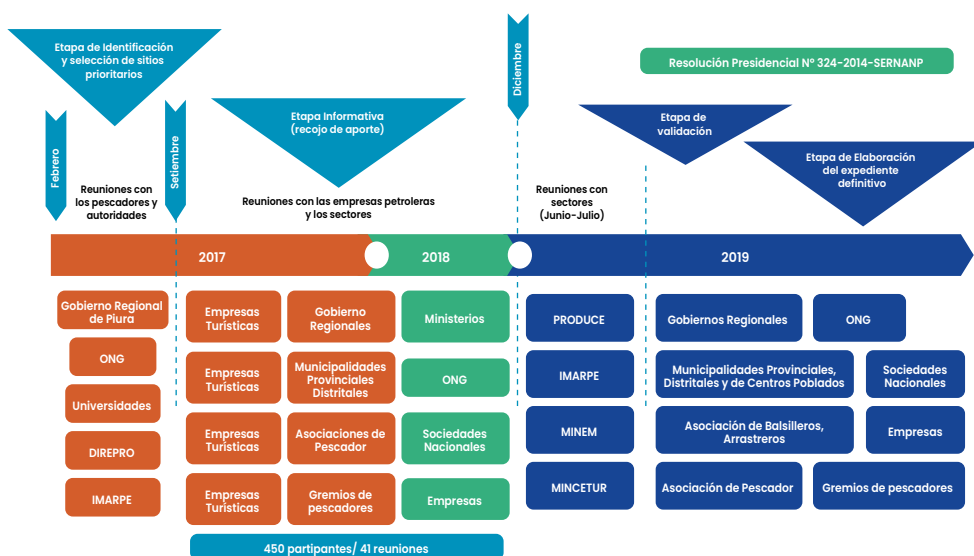 Etapa de Identificación
y selección de sitios
prioritarios
Diciembre
Resolución Presidencial Nº 324-2014-SERNANP
Etapa Informativa
(recojo de aporte)
Etapa de
validación
Etapa de Elaboración
del expediente
definitivo
Febrero
Setiembre
Reuniones con
los pescadores y
autoridades
Reuniones con las empresas petroleras
y los sectores
Reuniones con
sectores
(Junio-Julio)
2017
2018
2019
Gobierno Regional
de Piura
ONG
Universidades
DIREPRO
IMARPE
Empresas
Turísticas
Empresas
Turísticas
Empresas
Turísticas
Empresas
Turísticas
Gobierno
Regionales
Municipalidades
Provinciales
Distritales
Asociaciones de
Pescador
Gremios de
pescadores
Ministerios
ONG
Sociedades
Nacionales
Empresas
450 partipantes/ 41 reuniones
PRODUCE
IMARPE
MINEM
MINCETUR
Gobiernos Regionales
ONG
Municipalidades Provinciales,
Distritales y de Centros Poblados
Sociedades
Nacionales
Asociación de Balsilleros,
Arrastreros
Empresas
Asociación de Pescador
Gremios de pescadores